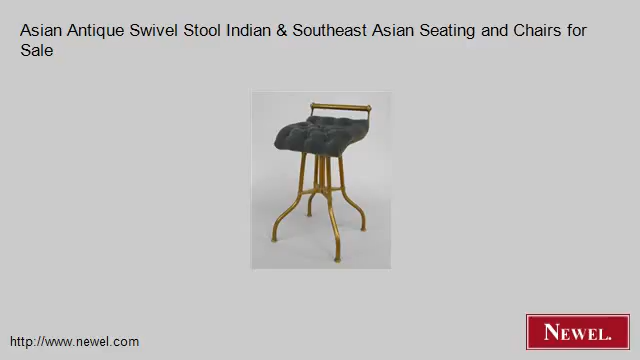 Asian Antique Swivel Stool Indian & Southeast Asian Seating and Chairs for
Sale
NEWEL.
http://www.newel.com